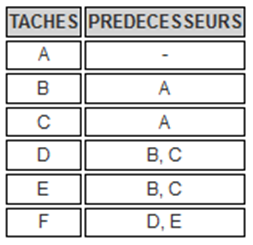 TACHES PREDECESSEURS
A -
B A
C A
D B, C
E B, C
F D, E